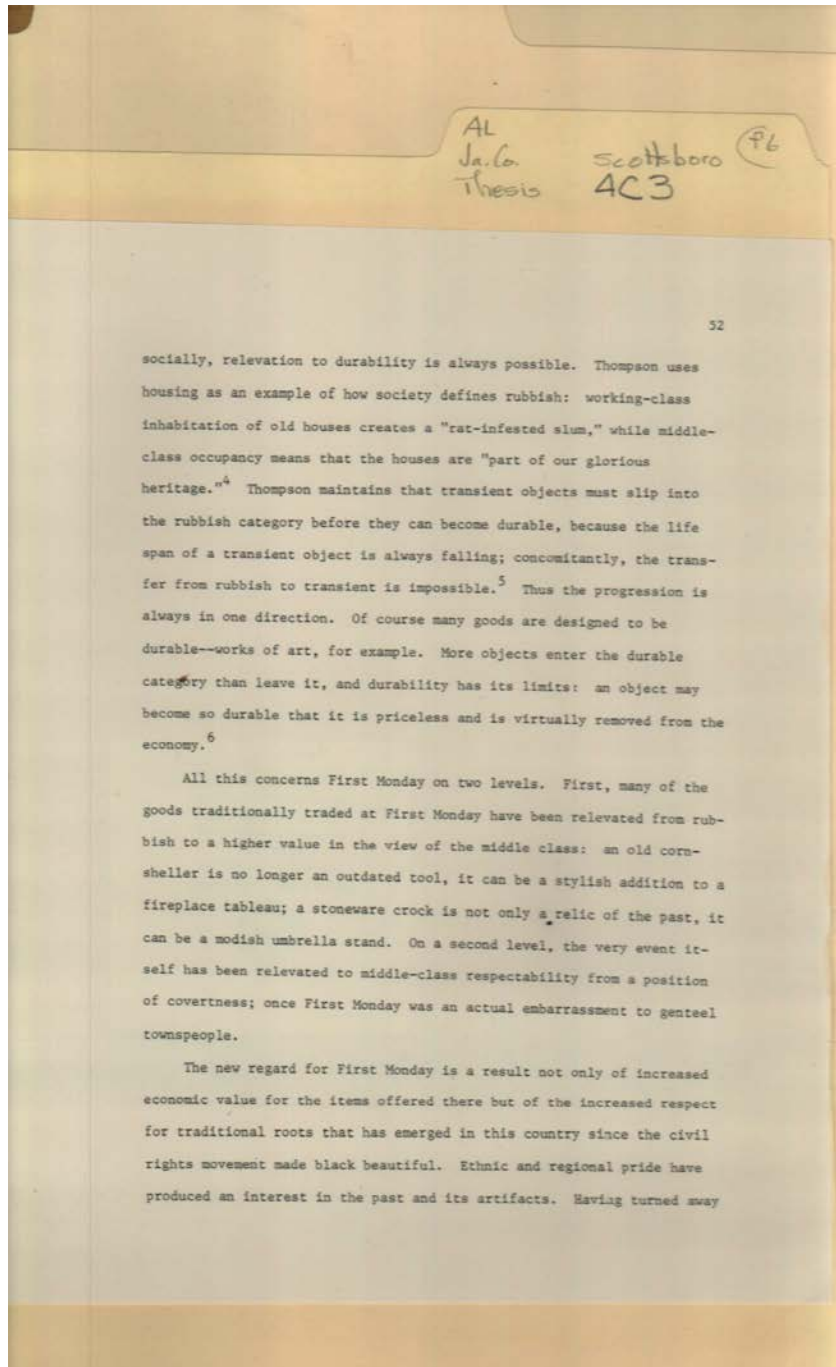 AL
Ja. Co. Scottsboro P6
Thesis 4C3
52
socially, relevation to durability is always possible. Thompson uses
housing as an example of how society defines rubbish: working-class
inhabitation of old houses creates a "rat-infested slum," while middle-
class occupancy means that the houses are "part of our glorious
heritage."4 Thompson maintains that transient objects must slip into
the rubbish category before they can become durable, because the life
span of a transient object is always falling; concomitantly, the trans-
fer from rubbish to transient is impossible.5 Thus the progression is
always in one direction. Of course many goods are designed to be
durable--works of art, for example. More objects enter the durable
category than leave it, and durability has its limits: an object may
become so durable that it is priceless and is virtually removed from the
economy.6
All this concerns First Monday on two levels. First, many of the
goods traditionally traded at First Monday have been relevated from rub-
bish to a higher value in the view of the middle class: an old corn-
sheller is no longer an outdated tool, it can be a stylish addition to a
fireplace tableau; a stoneware crock is not only a relic of the past, it
can be a modish umbrella stand. On a second level, the very event it-
self has been relevated to middle-class respectability from a position
of covertness; once First Monday was an actual embarrassment to genteel
townspeople.
The new regard for First Monday is a result not only of increased
economic value for the items offered there but of the increased respect
for traditional roots that has emerged in this country since the civil
rights movement made black beautiful. Ethnic and regional pride have
produced an interest in the past and its artifacts. Having turned away